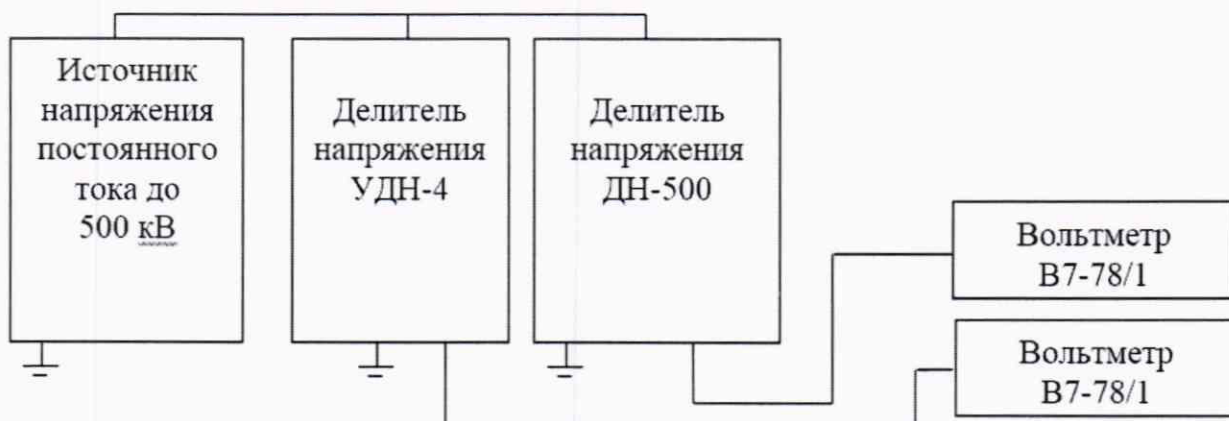 Источник
напряжения
постоянного
тока до
500 кВ
Делитель
напряжения
УДН-4
Делитель
напряжения
ДН-500
Вольтметр
В7-78/1
Вольтметр
В7-78/1